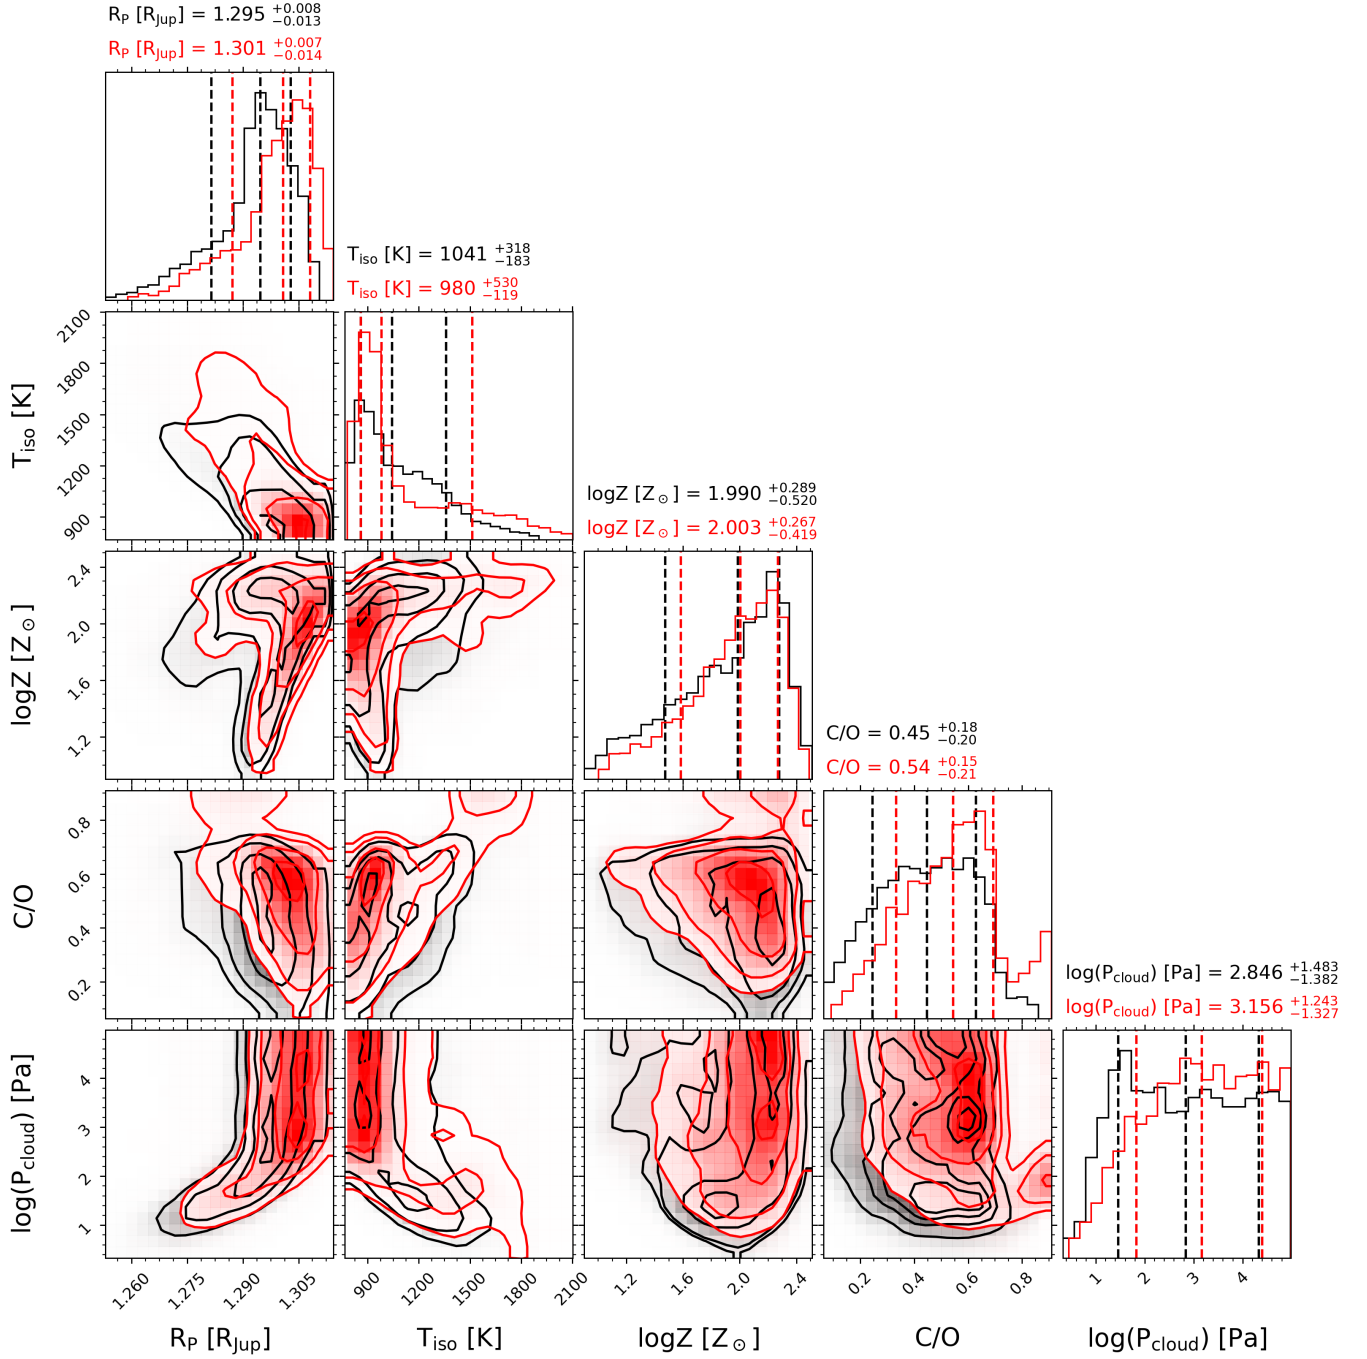 R_P [R_Jup] = 1.295 +0.008 −0.013
R_P [R_Jup] = 1.301 +0.007 −0.014
T_iso [K] = 1041 +318 −183
T_iso [K] = 980 +530 −119
2100
1800
1500
1200
900
T_iso [K]
logZ [Z⊙] = 1.990 +0.289 −0.520
logZ [Z⊙] = 2.003 +0.267 −0.419
2.4
2.0
1.6
1.2
logZ [Z⊙]
C/O = 0.45 +0.18 −0.20
C/O = 0.54 +0.15 −0.21
0.8
0.6
0.4
0.2
C/O
log(P_cloud) [Pa] = 2.846 +1.483 −1.382
log(P_cloud) [Pa] = 3.156 +1.243 −1.327
4
3
2
1
log(P_cloud) [Pa]
1.260 1.275 1.290 1.305 900 1200 1500 1800 2100 1.2 1.6 2.0 2.4 0.2 0.4 0.6 0.8 1 2 3 4
R_P [R_Jup] T_iso [K] logZ [Z⊙] C/O log(P_cloud) [Pa]